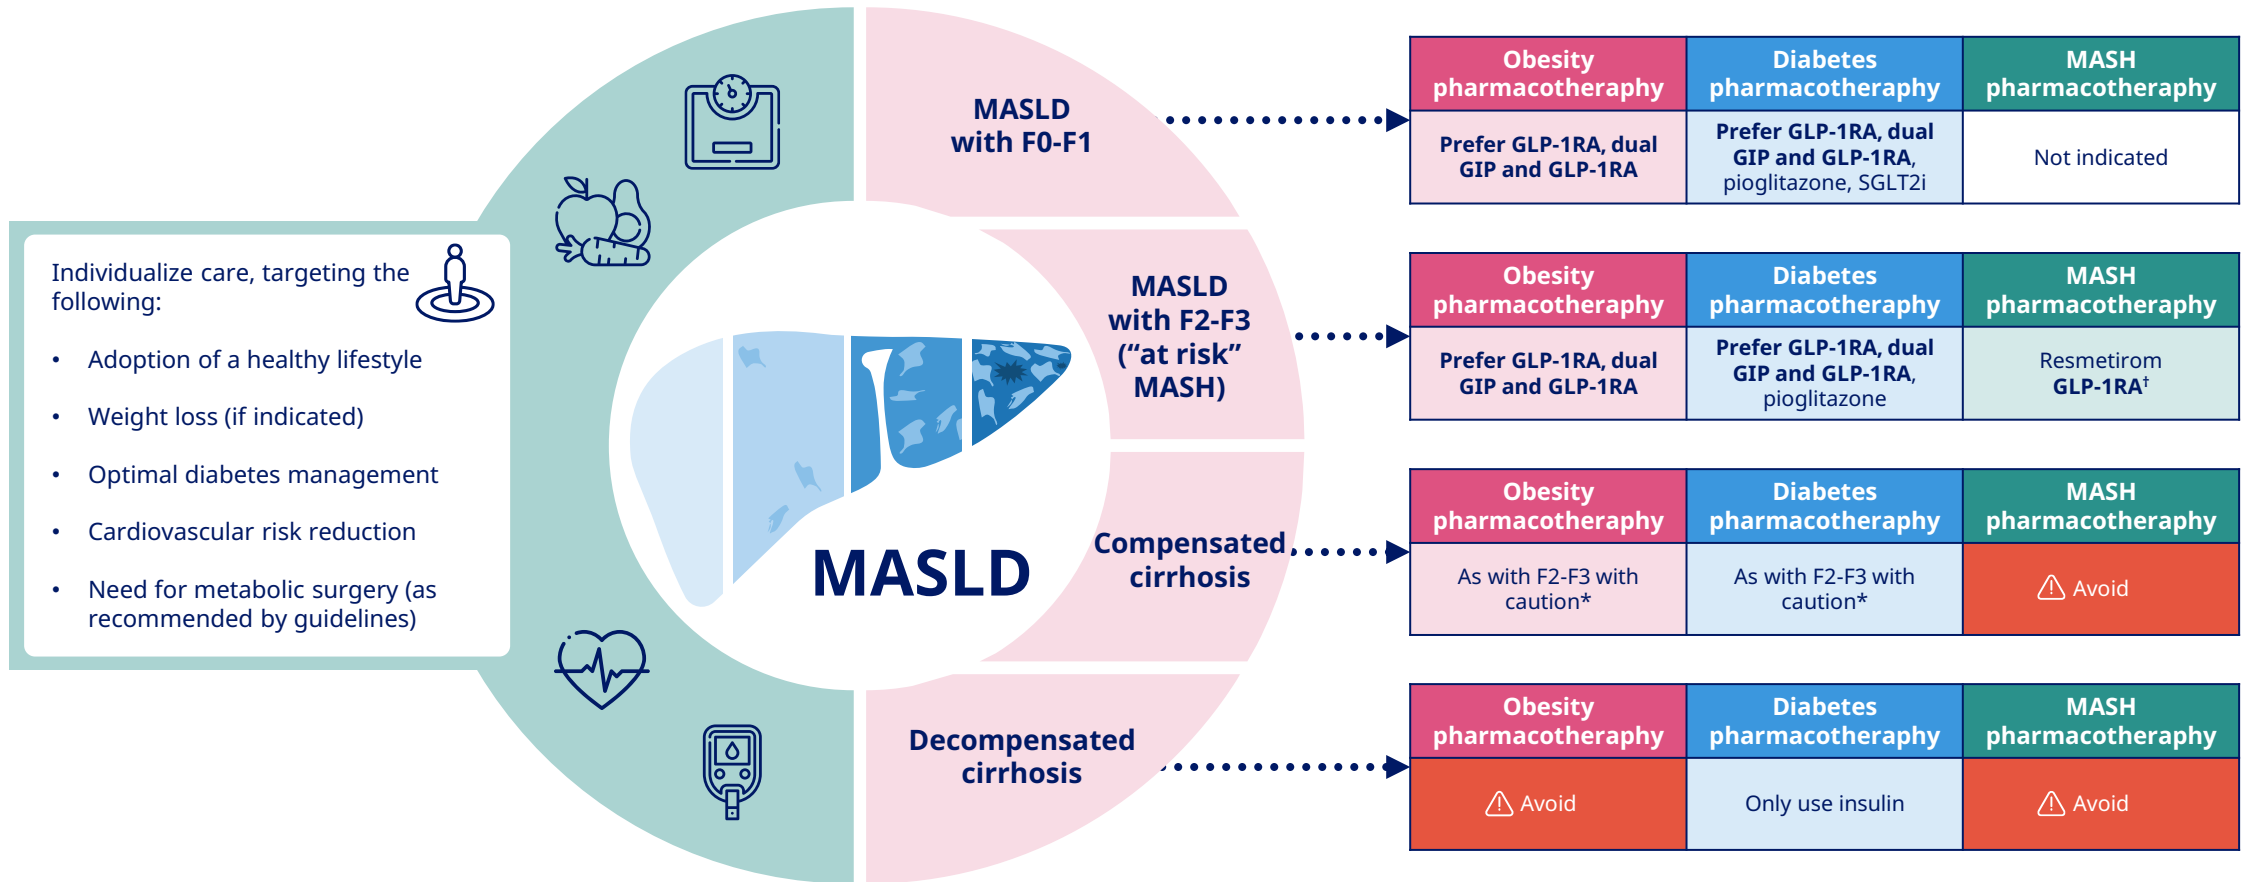 Individualize care, targeting the
following:
• Adoption of a healthy lifestyle
• Weight loss (if indicated)
• Optimal diabetes management
• Cardiovascular risk reduction
• Need for metabolic surgery (as
recommended by guidelines)
MASLD
MASLD
with F0-F1
Obesity
pharmacotheraphy
Diabetes
pharmacotheraphy
MASH
pharmacotheraphy
Prefer GLP-1RA, dual
GIP and GLP-1RA
Prefer GLP-1RA, dual
GIP and GLP-1RA,
pioglitazone, SGLT2i
Not indicated
MASLD
with F2-F3
(“at risk”
MASH)
Obesity
pharmacotheraphy
Diabetes
pharmacotheraphy
MASH
pharmacotheraphy
Prefer GLP-1RA, dual
GIP and GLP-1RA
Prefer GLP-1RA, dual
GIP and GLP-1RA,
pioglitazone
Resmetirom
GLP-1RA†
Compensated
cirrhosis
Obesity
pharmacotheraphy
Diabetes
pharmacotheraphy
MASH
pharmacotheraphy
As with F2-F3 with
caution*
As with F2-F3 with
caution*
Avoid
Decompensated
cirrhosis
Obesity
pharmacotheraphy
Diabetes
pharmacotheraphy
MASH
pharmacotheraphy
Avoid
Only use insulin
Avoid